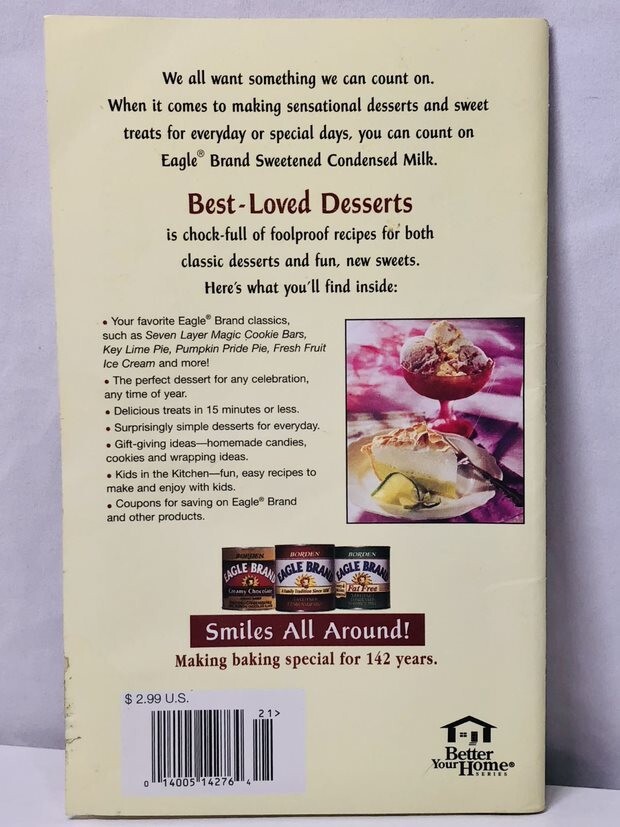 We all want something we can count on.
When it comes to making sensational desserts and sweet
treats for everyday or special days, you can count on
Eagle® Brand Sweetened Condensed Milk.
Best-Loved Desserts
is chock-full of foolproof recipes for both
classic desserts and fun, new sweets.
Here's what you'll find inside:
• Your favorite Eagle® Brand classics,
such as Seven Layer Magic Cookie Bars,
Key Lime Pie, Pumpkin Pride Pie, Fresh Fruit
Ice Cream and more!
• The perfect dessert for any celebration,
any time of year.
• Delicious treats in 15 minutes or less.
• Surprisingly simple desserts for everyday.
• Gift-giving ideas—homemade candies,
cookies and wrapping ideas.
• Kids in the Kitchen—fun, easy recipes to
make and enjoy with kids.
• Coupons for saving on Eagle® Brand
and other products.
BORDEN
EAGLE BRAND
Creamy Chocolate
BORDEN
EAGLE BRAND
BORDEN
EAGLE BRAND
Fat Free
Smiles All Around!
Making baking special for 142 years.
$ 2.99 U.S.
21>
0 14005 14276 4
Better
Your Home®
SERIES